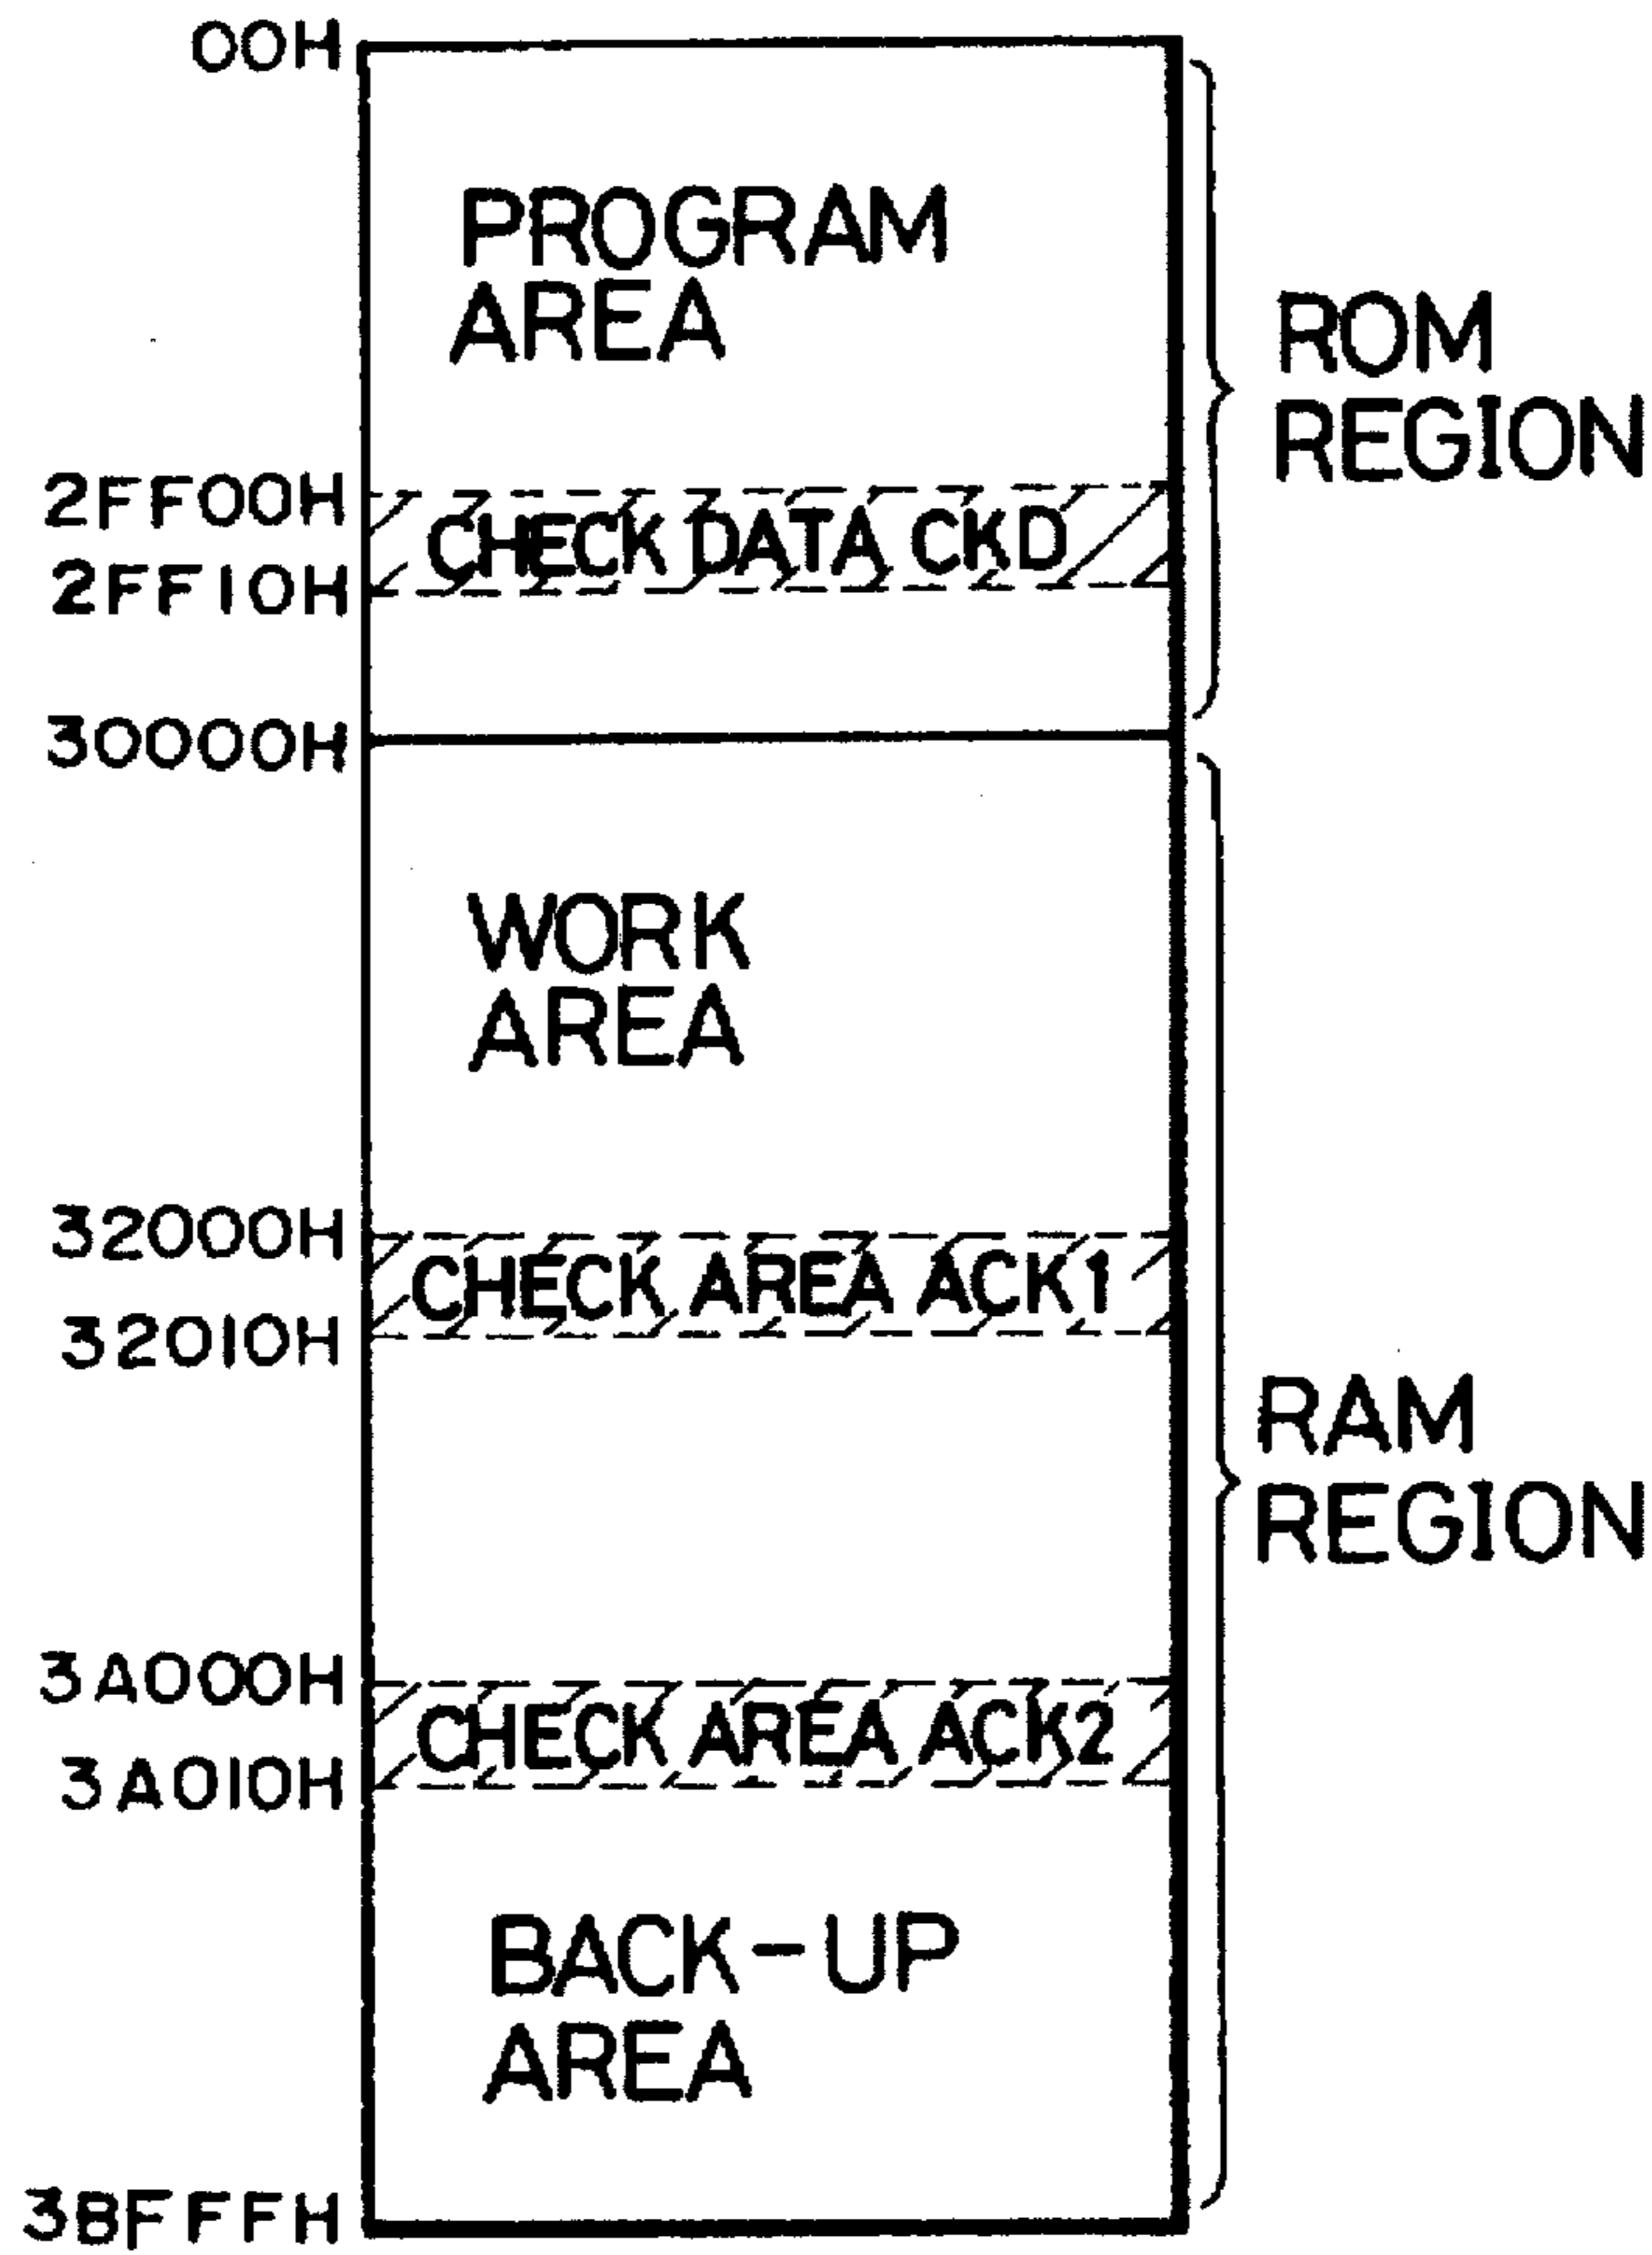 00H
PROGRAM
AREA
ROM
REGION
2FF00H
CHECK DATA CKD
2FF10H
30000H
WORK
AREA
32000H
CHECK AREA ACK1
32010H
RAM
REGION
3A000H
CHECK AREA ACK2
3A010H
BACK-UP
AREA
38FFFH